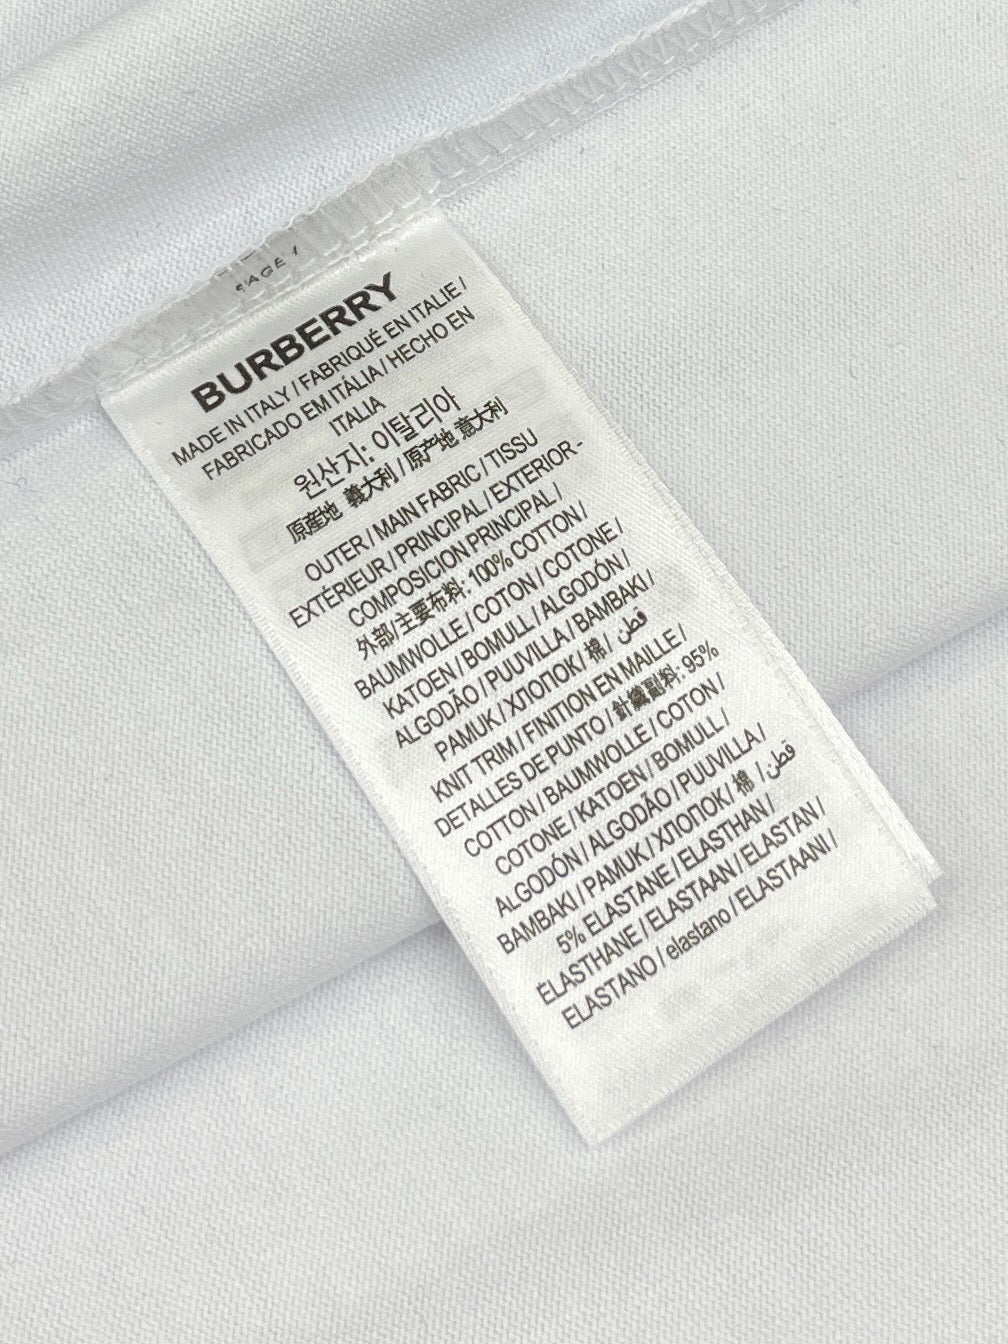 PAGE 1
BURBERRY
MADE IN ITALY / FABRIQUÉ EN ITALIE /
FABRICADO EM ITÁLIA / HECHO EN
ITALIA
원산지: 이탈리아
原産地 義大利 / 原产地 意大利
OUTER / MAIN FABRIC / TISSU
EXTÉRIEUR / PRINCIPAL / EXTERIOR -
COMPOSICION PRINCIPAL /
外部/主要布料: 100% COTTON /
BAUMWOLLE / COTON / COTONE /
KATOEN / BOMULL / ALGODÓN /
ALGODÃO / PUUVILLA / BAMBAKI /
PAMUK / ХЛОПОК / 棉 / قطن
KNIT TRIM / FINITION EN MAILLE /
DETALLES DE PUNTO / 針織副料: 95%
COTTON / BAUMWOLLE / COTON /
COTONE / KATOEN / BOMULL /
ALGODÓN / ALGODÃO / PUUVILLA /
BAMBAKI / PAMUK / ХЛОПОК / 棉 / قطن
5% ELASTANE / ELASTHAN /
ÉLASTHANE / ELASTAAN / ELASTAN /
ELASTANO / elastano / ELASTAANI /